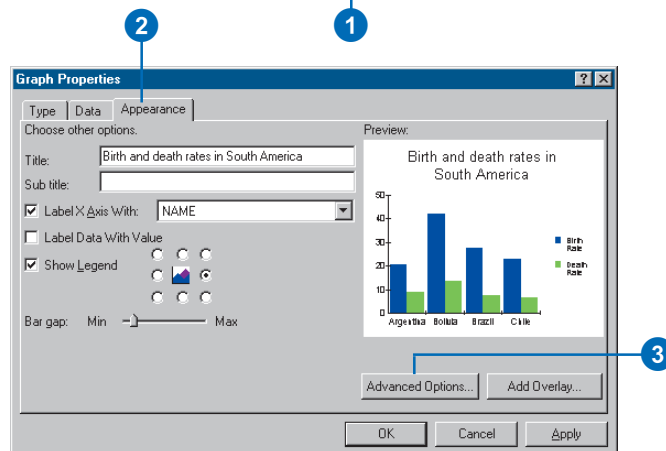 2
1
Graph Properties
? X
Type Data Appearance
Choose other options.
Title: Birth and death rates in South America
Sub title:
Label X Axis With: NAME
Label Data With Value
Show Legend
Bar gap: Min Max
Preview:
Birth and death rates in
South America
50
40
30
20
10
0
Argentina Bolivia Brazil Chile
Birth
Rate
Death
Rate
3
Advanced Options... Add Overlay...
OK Cancel Apply